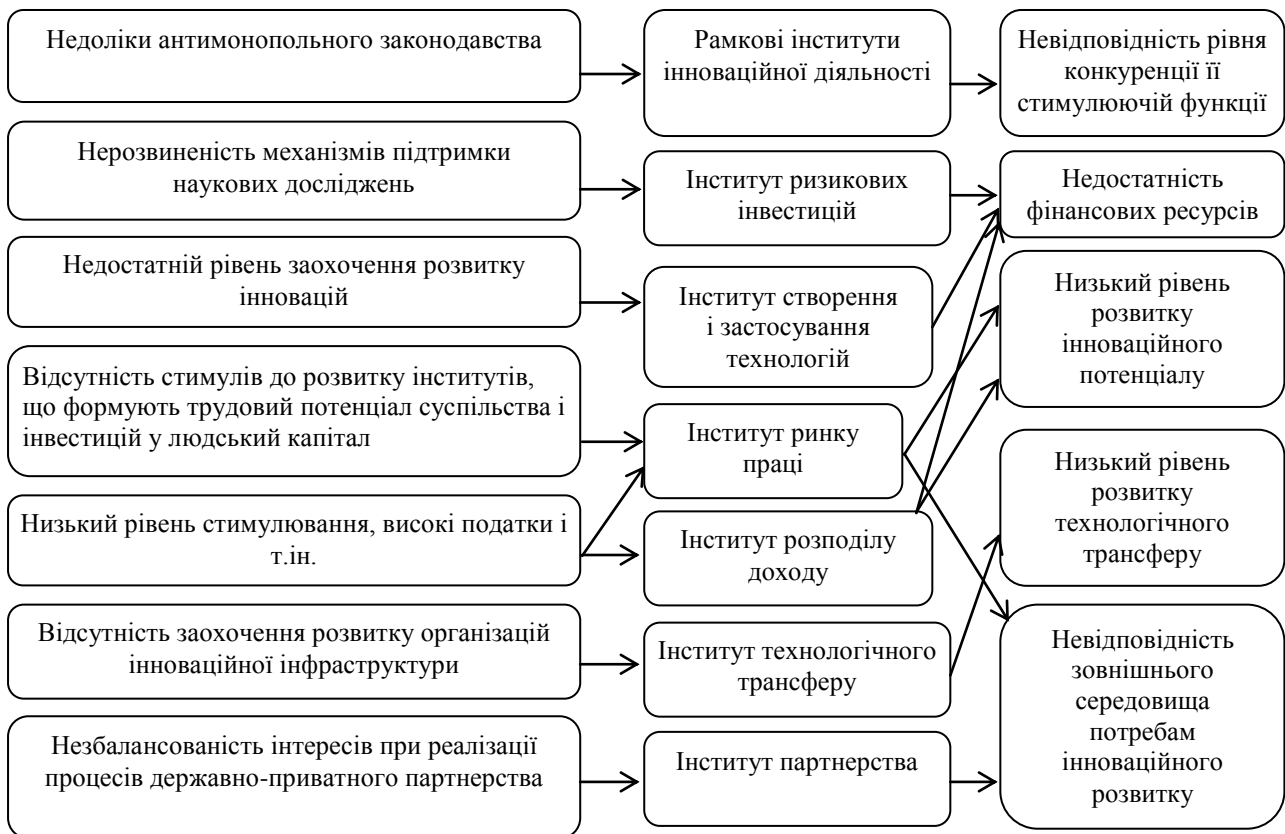 Недоліки антимонопольного законодавства
Рамкові інститути
інноваційної діяльності
Невідповідність рівня
конкуренції її
стимулюючій функції
Нерозвиненість механізмів підтримки
наукових досліджень
Інститут ризикових
інвестицій
Недостатність
фінансових ресурсів
Недостатній рівень заохочення розвитку
інновацій
Інститут створення
і застосування
технологій
Низький рівень
розвитку
інноваційного
потенціалу
Відсутність стимулів до розвитку інститутів,
що формують трудовий потенціал суспільства і
інвестицій у людський капітал
Інститут ринку
праці
Низький рівень
розвитку
технологічного
трансферу
Низький рівень стимулювання, високі податки і
т.ін.
Інститут розподілу
доходу
Відсутність заохочення розвитку організацій
інноваційної інфраструктури
Інститут технологічного
трансферу
Невідповідність
зовнішнього
середовища
потребам
інноваційного
розвитку
Незбалансованість інтересів при реалізації
процесів державно-приватного партнерства
Інститут партнерства